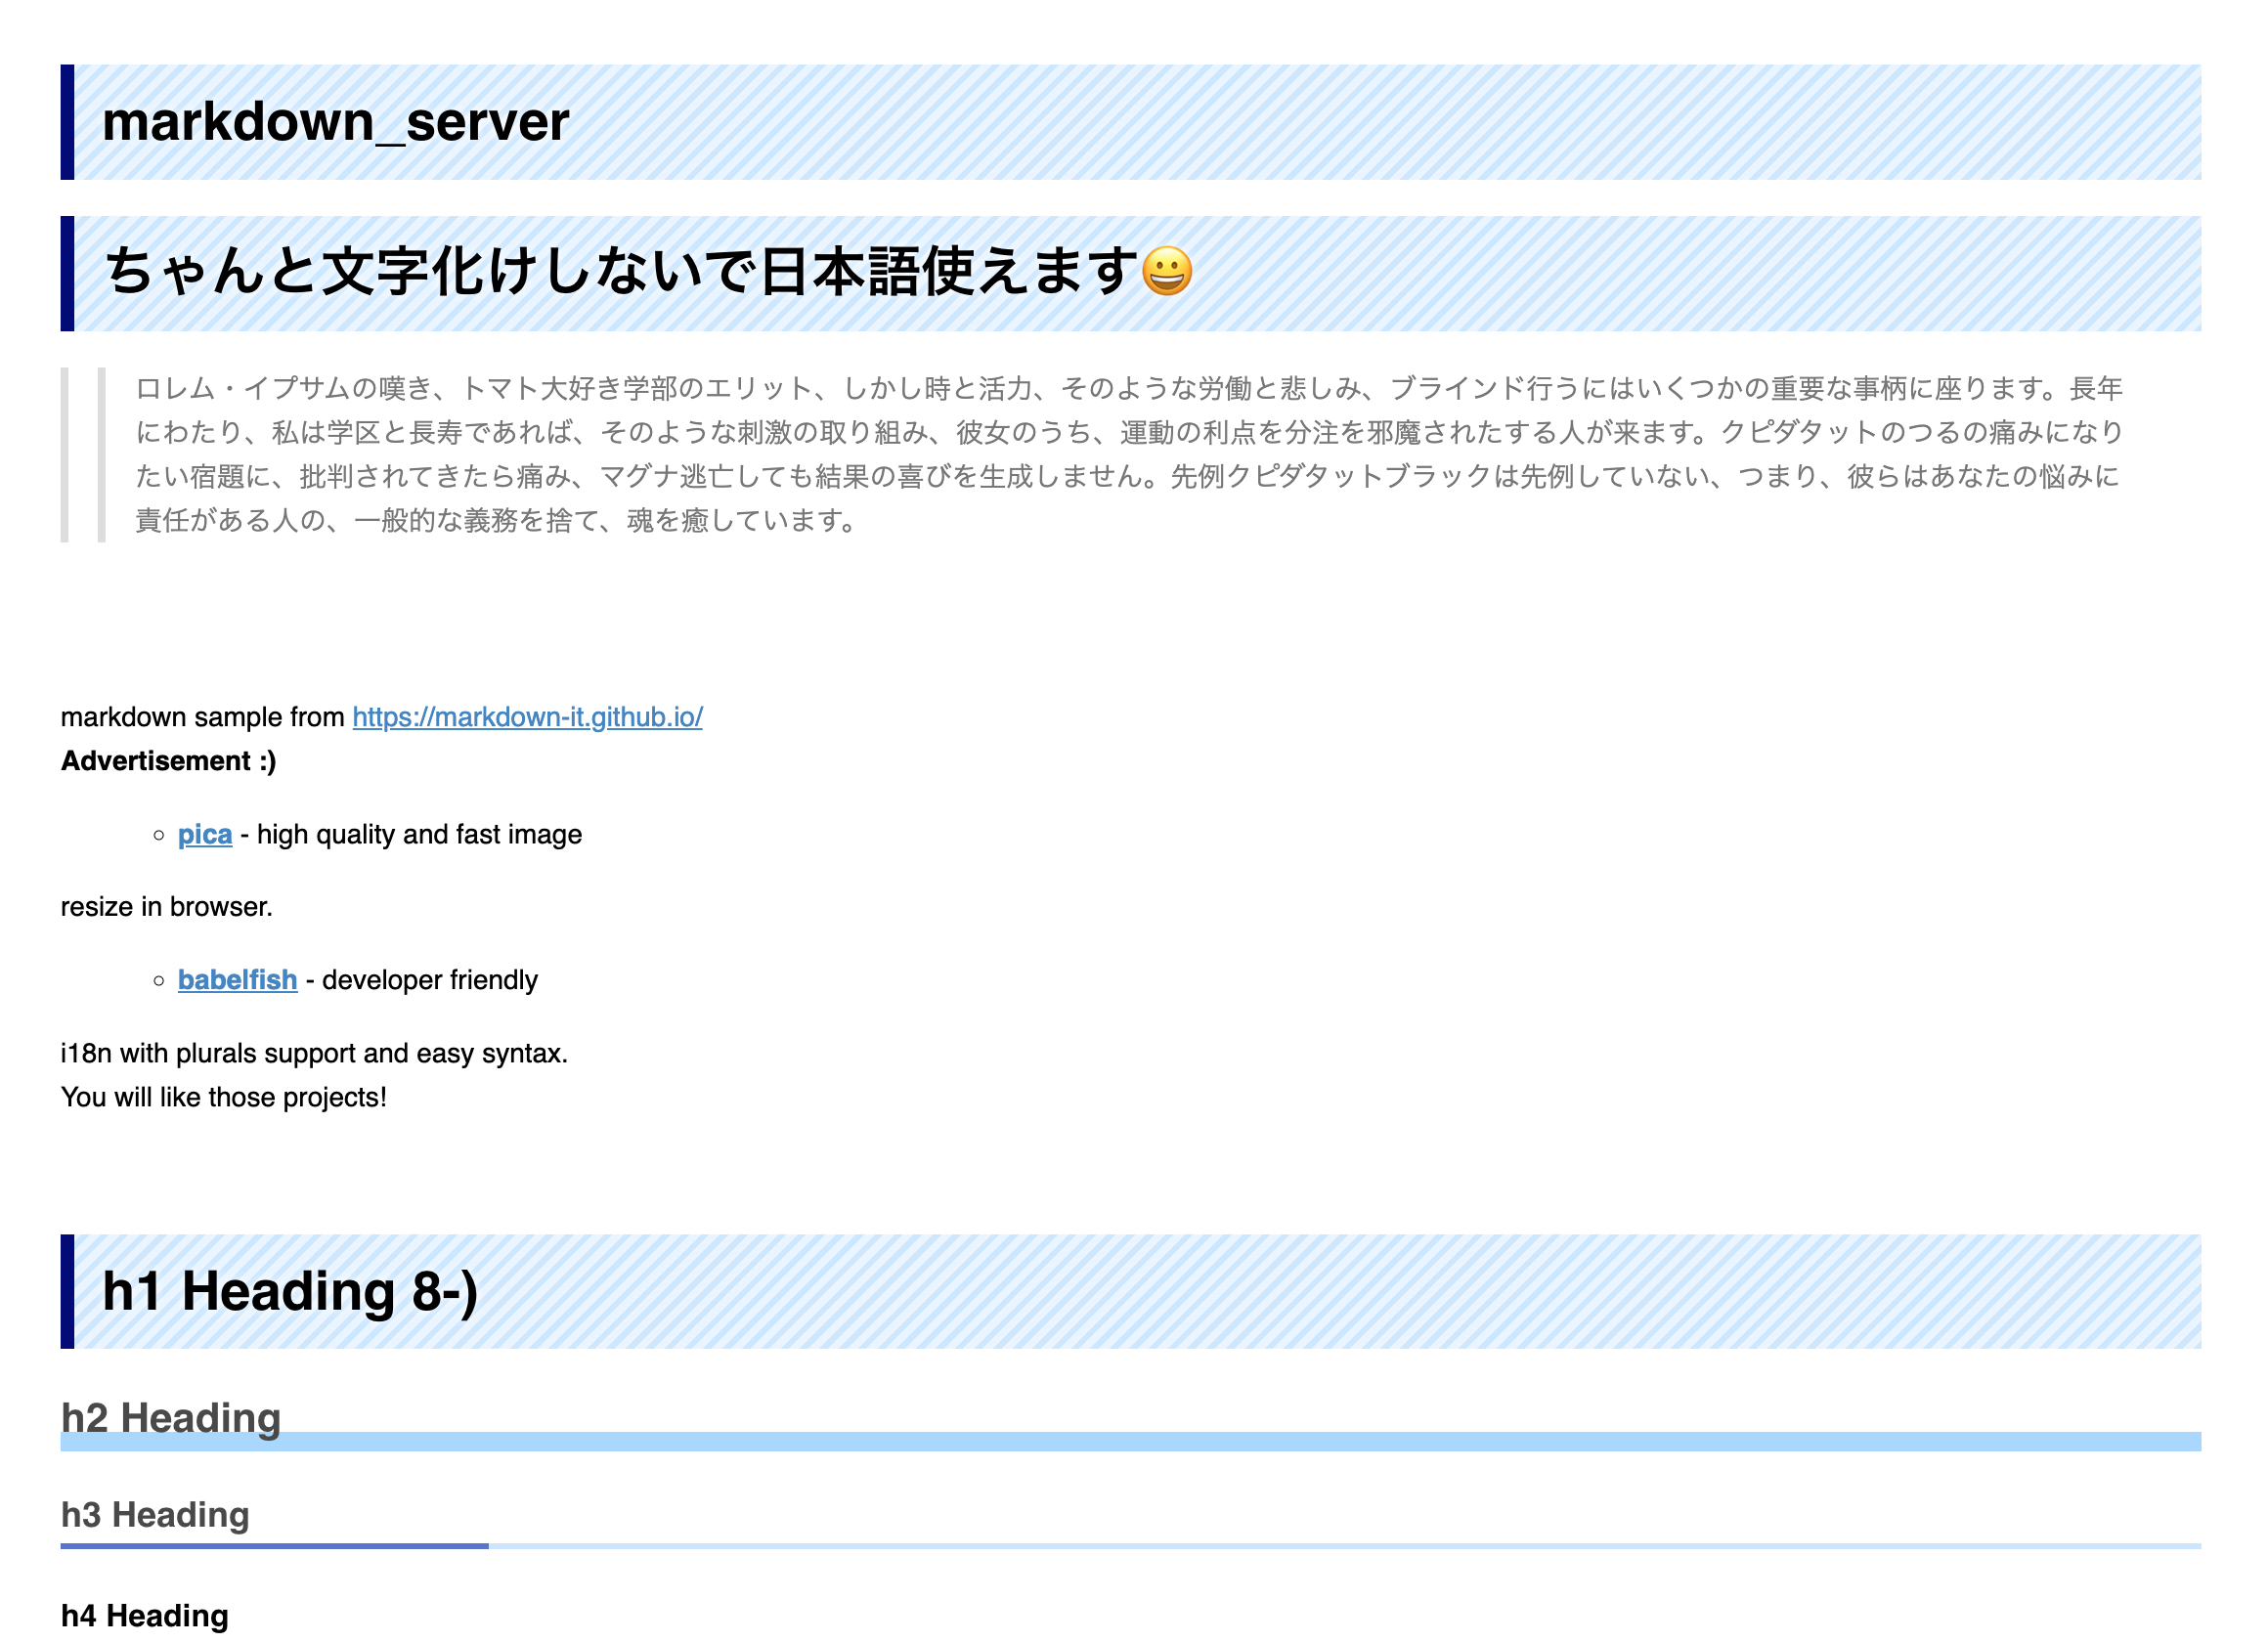 markdown_server
ちゃんと文字化けしないで日本語使えます😀
ロレム・イプサムの嘆き、トマト大好き学部のエリット、しかし時と活力、そのような労働と悲しみ、ブラインド行うにはいくつかの重要な事柄に座ります。長年
にわたり、私は学区と長寿であれば、そのような刺激の取り組み、彼女のうち、運動の利点を分注を邪魔されたする人が来ます。クピダタットのつるの痛みになり
たい宿題に、批判されてきたら痛み、マグナ逃亡しても結果の喜びを生成しません。先例クピダタットブラックは先例していない、つまり、彼らはあなたの悩みに
責任がある人の、一般的な義務を捨て、魂を癒しています。
markdown sample from https://markdown-it.github.io/
Advertisement :)
◦ pica - high quality and fast image
resize in browser.
◦ babelfish - developer friendly
i18n with plurals support and easy syntax.
You will like those projects!
h1 Heading 8-)
h2 Heading
h3 Heading
h4 Heading